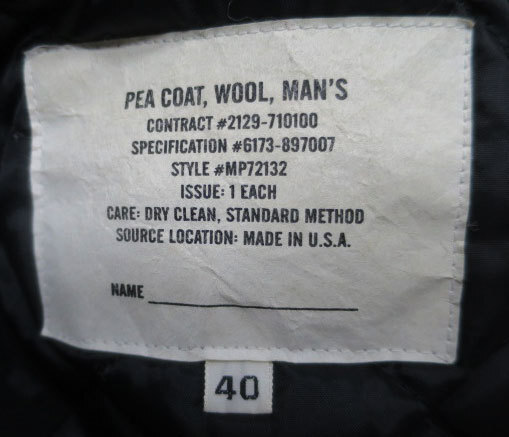 PEA COAT, WOOL, MAN'S
CONTRACT #2129-710100
SPECIFICATION #6173-897007
STYLE #MP72132
ISSUE: 1 EACH
CARE: DRY CLEAN, STANDARD METHOD
SOURCE LOCATION: MADE IN U.S.A.
NAME
40